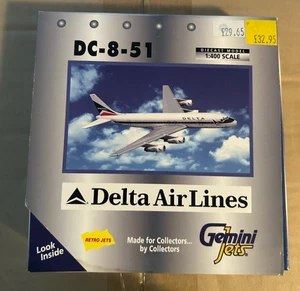 £29.65
£32.95
DC-8-51
DIECAST MODEL
1:400 SCALE
DELTA
Delta Air Lines
Look
Inside
RETRO JETS
Made for Collectors...
by Collectors
Gemini
Jets